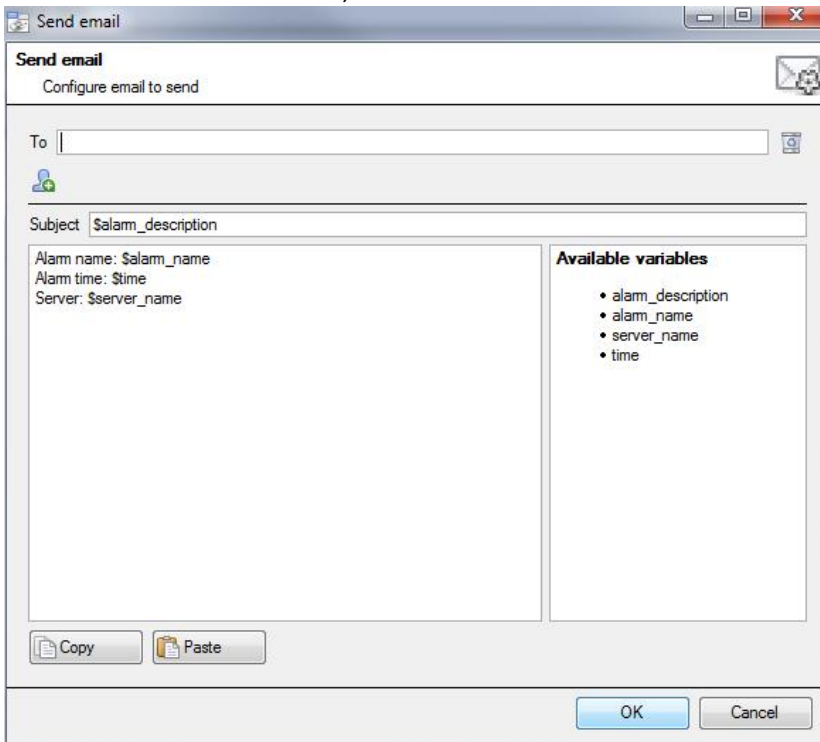 Send email
Send email
Configure email to send
To
Subject $alarm_description
Alarm name: $alarm_name
Alarm time: $time
Server: $server_name
Available variables
• alarm_description
• alarm_name
• server_name
• time
Copy Paste
OK Cancel